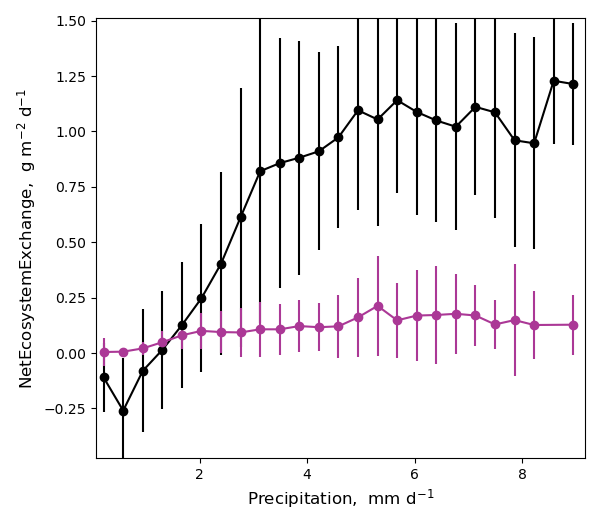 1.50
1.25
1.00
0.75
0.50
0.25
0.00
−0.25
NetEcosystemExchange, g m⁻² d⁻¹
2 4 6 8
Precipitation, mm d⁻¹